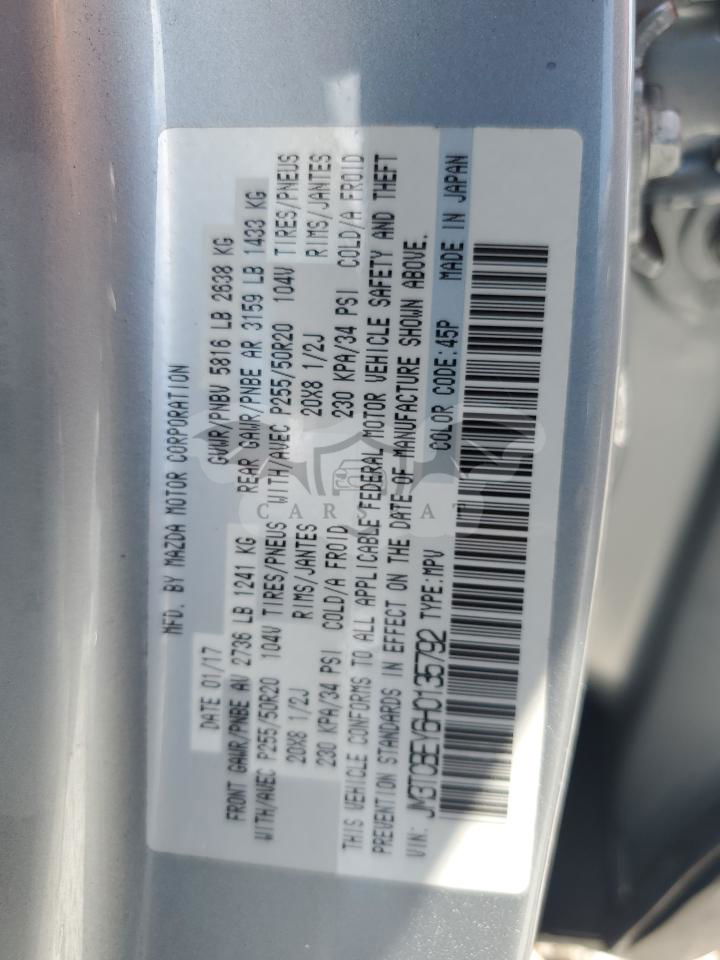 MFD. BY MAZDA MOTOR CORPORATION
DATE 01/17 GVWR/PNBV 5816 LB 2638 KG
FRONT GAWR/PNBE AV 2736 LB 1241 KG REAR GAWR/PNBE AR 3159 LB 1433 KG
WITH/AVEC P255/50R20 104V TIRES/PNEUS WITH/AVEC P255/50R20 104V TIRES/PNEUS
20X8 1/2J RIMS/JANTES 20X8 1/2J RIMS/JANTES
230 KPA/34 PSI COLD/A FROID 230 KPA/34 PSI COLD/A FROID
THIS VEHICLE CONFORMS TO ALL APPLICABLE FEDERAL MOTOR VEHICLE SAFETY AND THEFT
PREVENTION STANDARDS IN EFFECT ON THE DATE OF MANUFACTURE SHOWN ABOVE.
VIN: JM3TCBEY6H0135792 TYPE:MPV COLOR CODE:45P MADE IN JAPAN